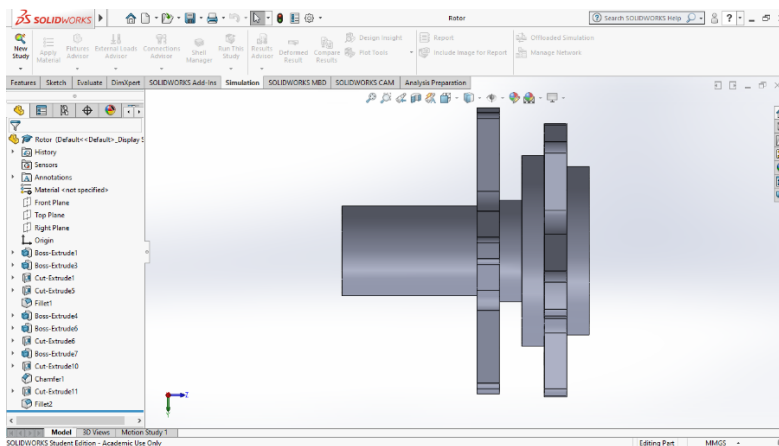 SOLIDWORKS
Rotor
Search SOLIDWORKS Help
New Study
Apply Material
Fixtures Advisor
External Loads Advisor
Connections Advisor
Shell Manager
Run This Study
Results Advisor
Deformed Result
Compare Results
Design Insight
Plot Tools
Report
Include Image for Report
Offloaded Simulation
Manage Network
Features Sketch Evaluate DimXpert SOLIDWORKS Add-Ins Simulation SOLIDWORKS MBD SOLIDWORKS CAM Analysis Preparation
Rotor (Default<<Default>_Display S
History
Sensors
Annotations
Material <not specified>
Front Plane
Top Plane
Right Plane
Origin
Boss-Extrude1
Boss-Extrude3
Cut-Extrude1
Cut-Extrude5
Fillet1
Boss-Extrude4
Boss-Extrude6
Cut-Extrude6
Boss-Extrude7
Cut-Extrude10
Chamfer1
Cut-Extrude11
Fillet2
Z
Model 3D Views Motion Study 1
SOLIDWORKS Student Edition - Academic Use Only
Editing Part MMGS